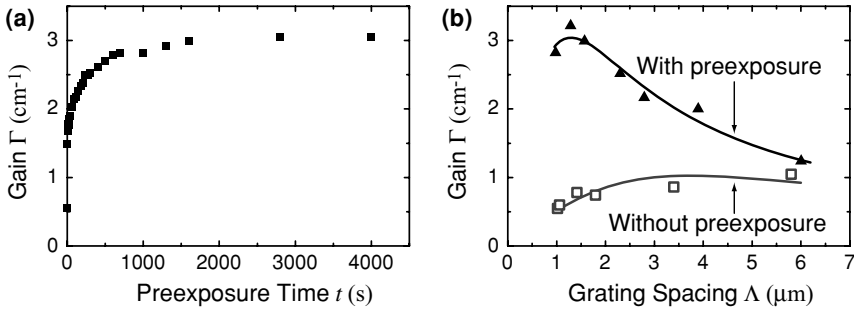 (a)
3
2
1
0
Gain Γ (cm-1)
0 1000 2000 3000 4000
Preexposure Time t (s)
(b)
3
2
1
0
Gain Γ (cm-1)
With preexposure
Without preexposure
0 1 2 3 4 5 6 7
Grating Spacing Λ (μm)